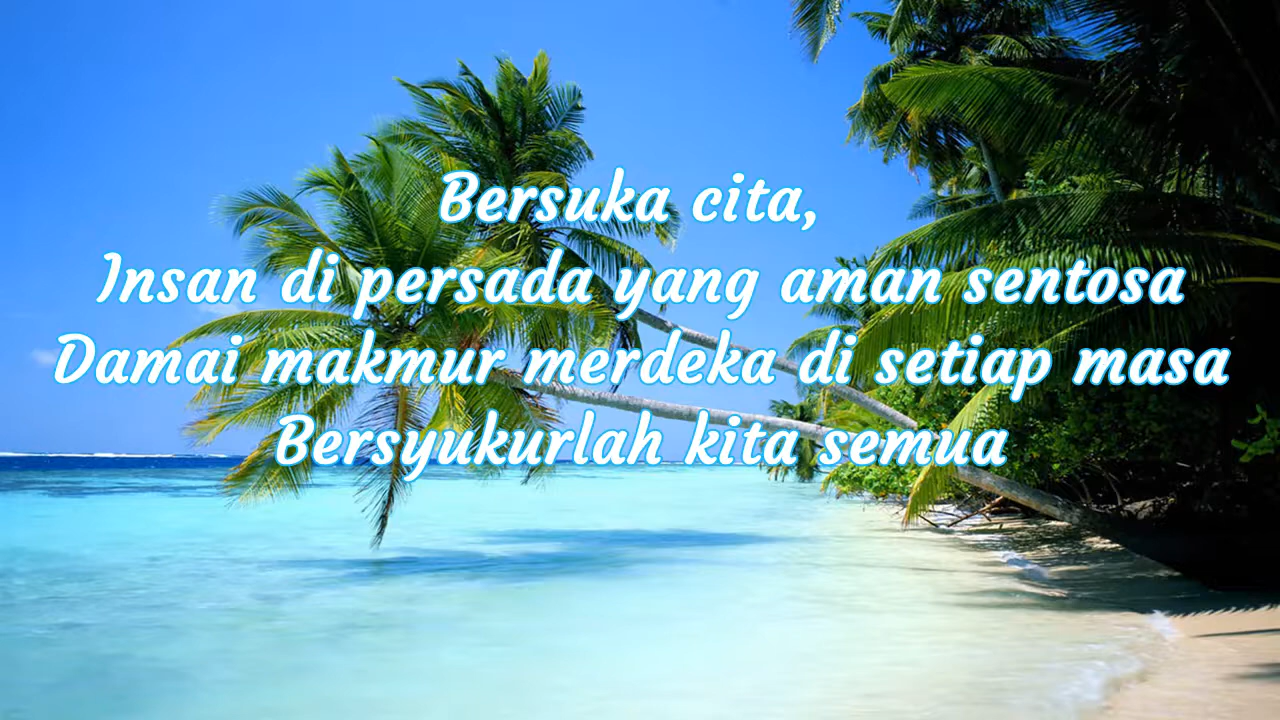 Bersuka cita,
Insan di persada yang aman sentosa
Damai makmur merdeka di setiap masa
Bersyukurlah kita semua